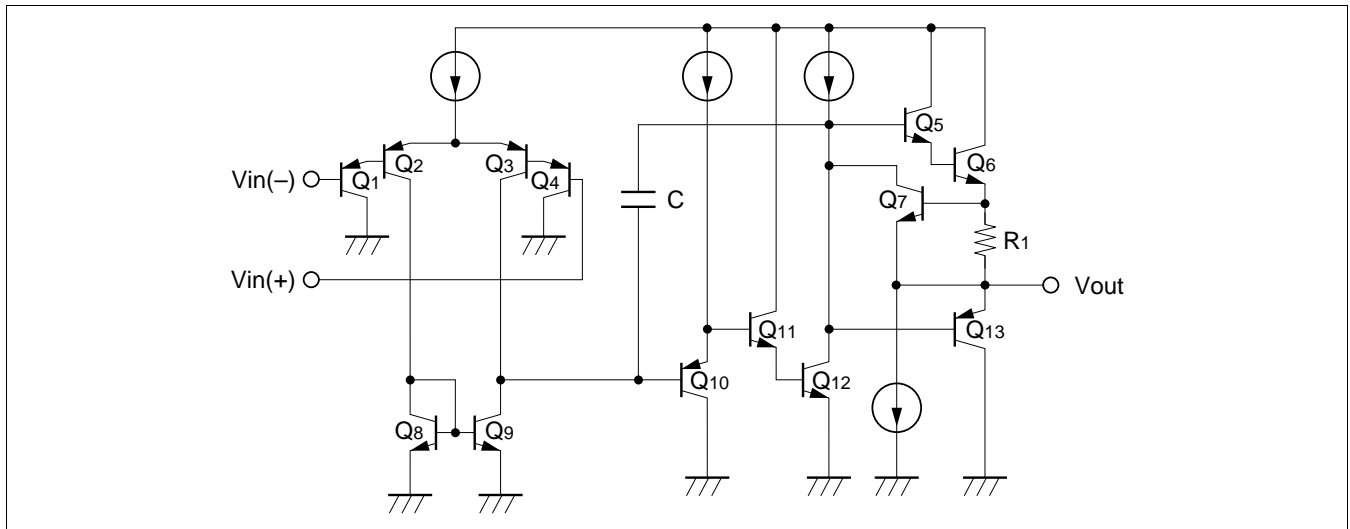 Q5
Q6
Vin(–)
Q1
Q2
Q3
Q4
C
Q7
R1
Vin(+)
Vout
Q11
Q13
Q10
Q12
Q8
Q9